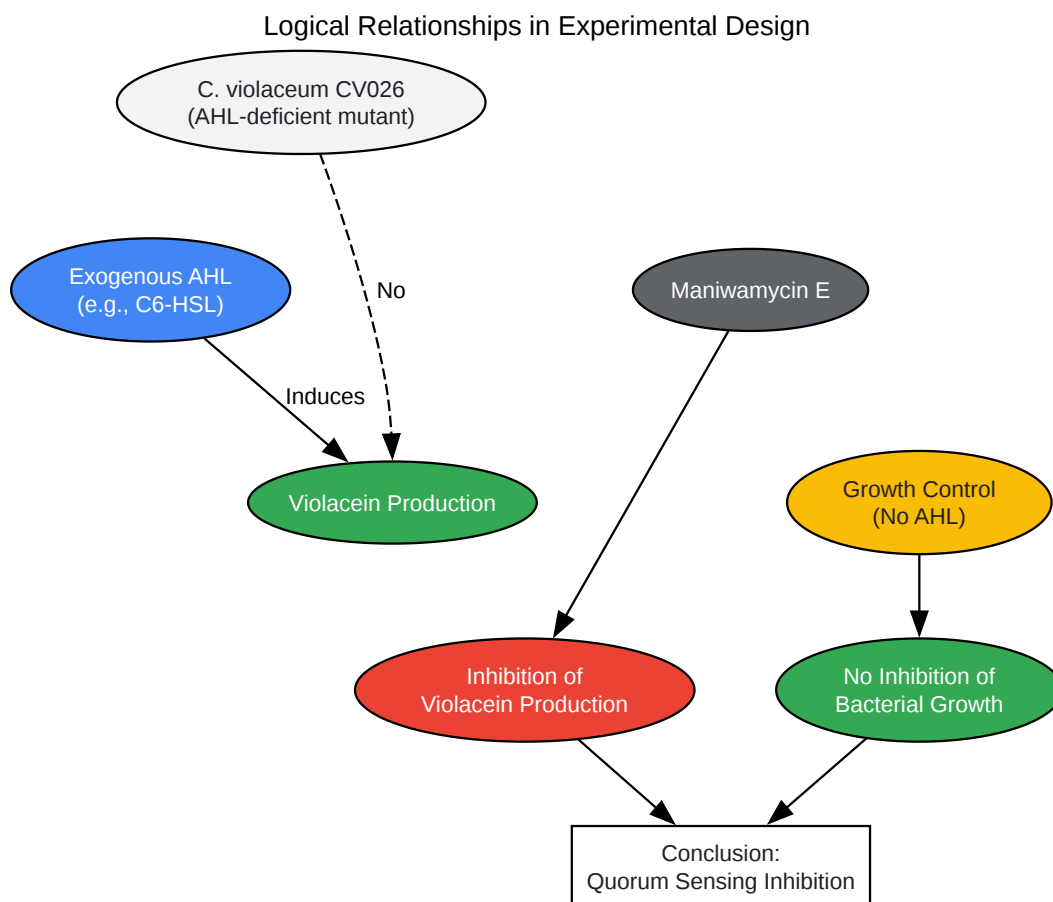 Logical Relationships in Experimental Design
C. violaceum CV026
(AHL-deficient mutant)
Exogenous AHL
(e.g., C6-HSL)
No
Maniwamycin E
Induces
Violacein Production
Growth Control
(No AHL)
Inhibition of
Violacein Production
No Inhibition of
Bacterial Growth
Conclusion:
Quorum Sensing Inhibition